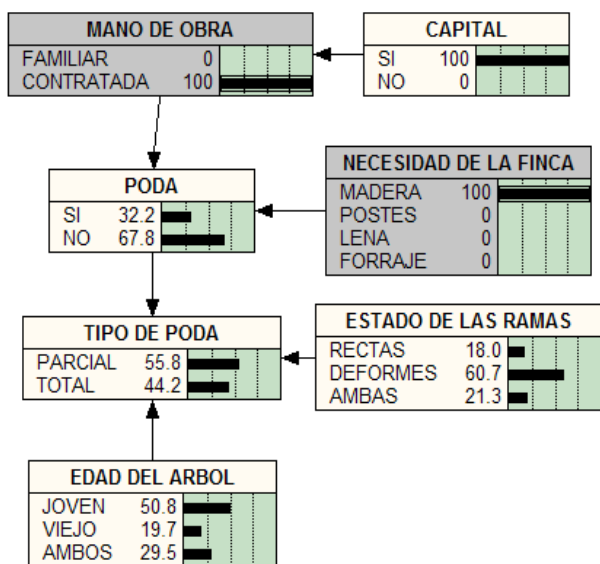 MANO DE OBRA
FAMILIAR 0
CONTRATADA 100
CAPITAL
SI 100
NO 0
PODA
SI 32.2
NO 67.8
NECESIDAD DE LA FINCA
MADERA 100
POSTES 0
LENA 0
FORRAJE 0
TIPO DE PODA
PARCIAL 55.8
TOTAL 44.2
ESTADO DE LAS RAMAS
RECTAS 18.0
DEFORMES 60.7
AMBAS 21.3
EDAD DEL ARBOL
JOVEN 50.8
VIEJO 19.7
AMBOS 29.5